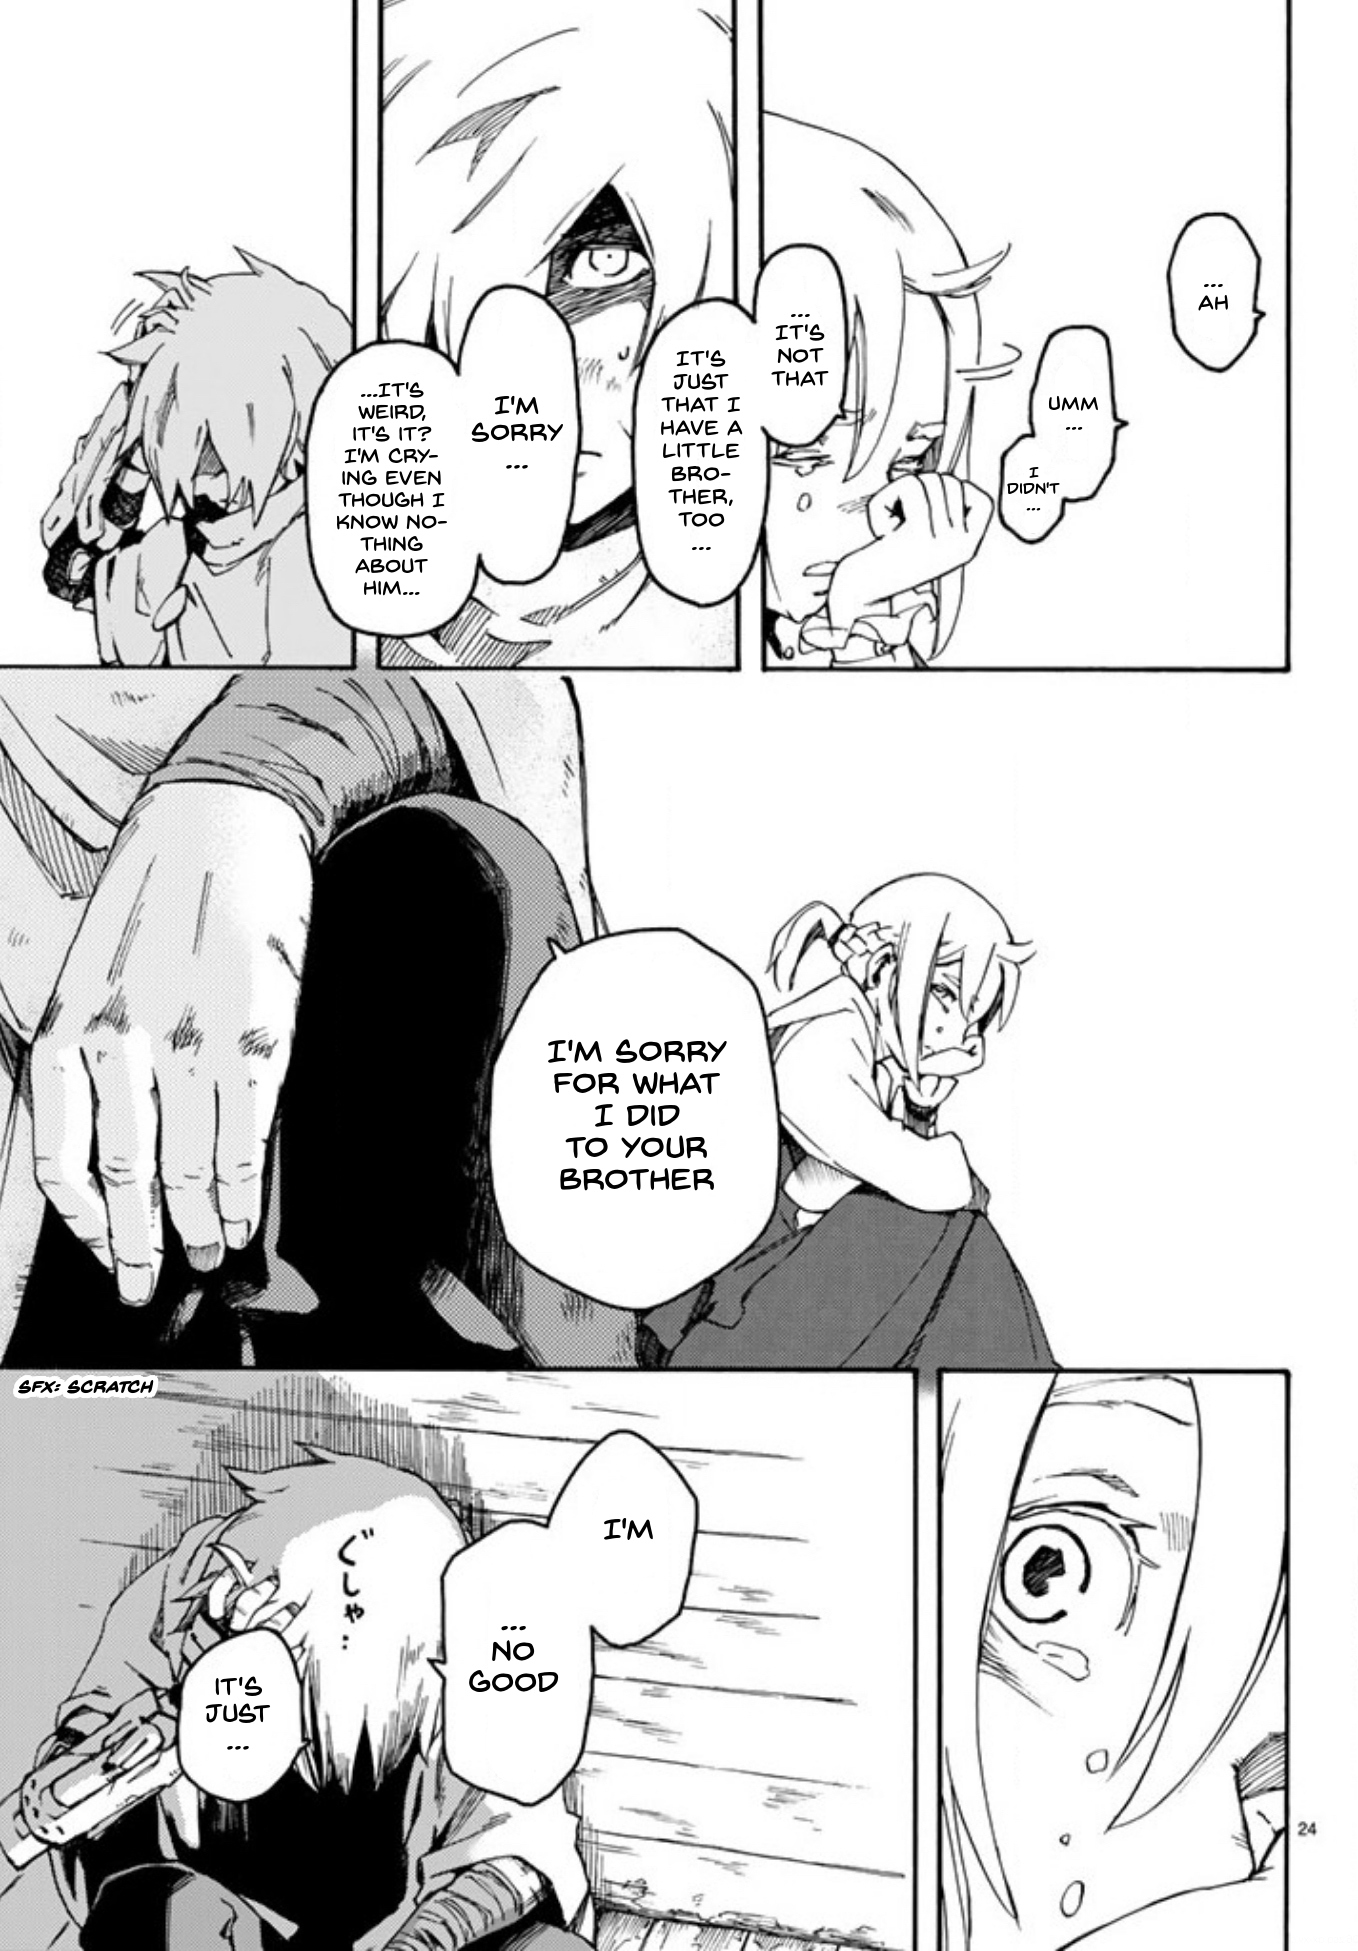 ...
AH
UMM
...
I
DIDN'T
...
...
IT'S
NOT
THAT
IT'S
JUST
THAT I
HAVE A
LITTLE
BRO-
THER,
TOO
...
I'M
SORRY
...
...IT'S
WEIRD,
IT'S IT?
I'M CRY-
ING EVEN
THOUGH I
KNOW NO-
THING
ABOUT
HIM...
I'M SORRY
FOR WHAT
I DID
TO YOUR
BROTHER
SFX: SCRATCH
I'M
...
NO
GOOD
ぐしゃ‥
IT'S
JUST
...
24